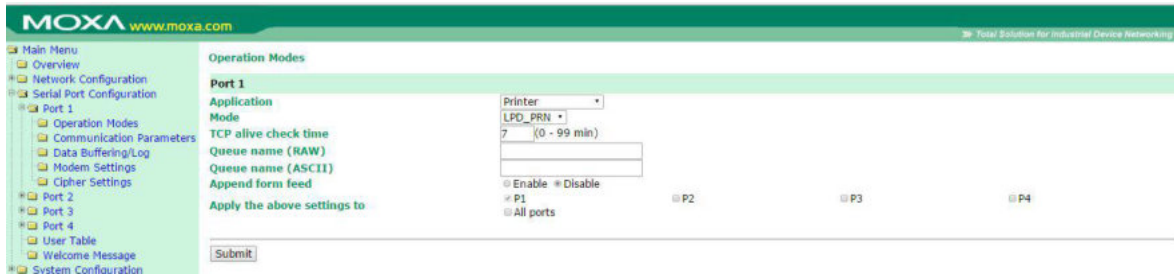 MOXA www.moxa.com
Total Solution for Industrial Device Networking
Main Menu
Overview
Network Configuration
Serial Port Configuration
Port 1
Operation Modes
Communication Parameters
Data Buffering/Log
Modem Settings
Cipher Settings
Port 2
Port 3
Port 4
User Table
Welcome Message
System Configuration
Operation Modes
Port 1
Application Printer
Mode LPD_PRN
TCP alive check time 7 (0 - 99 min)
Queue name (RAW)
Queue name (ASCII)
Append form feed Enable Disable
Apply the above settings to P1 P2 P3 P4
All ports
Submit